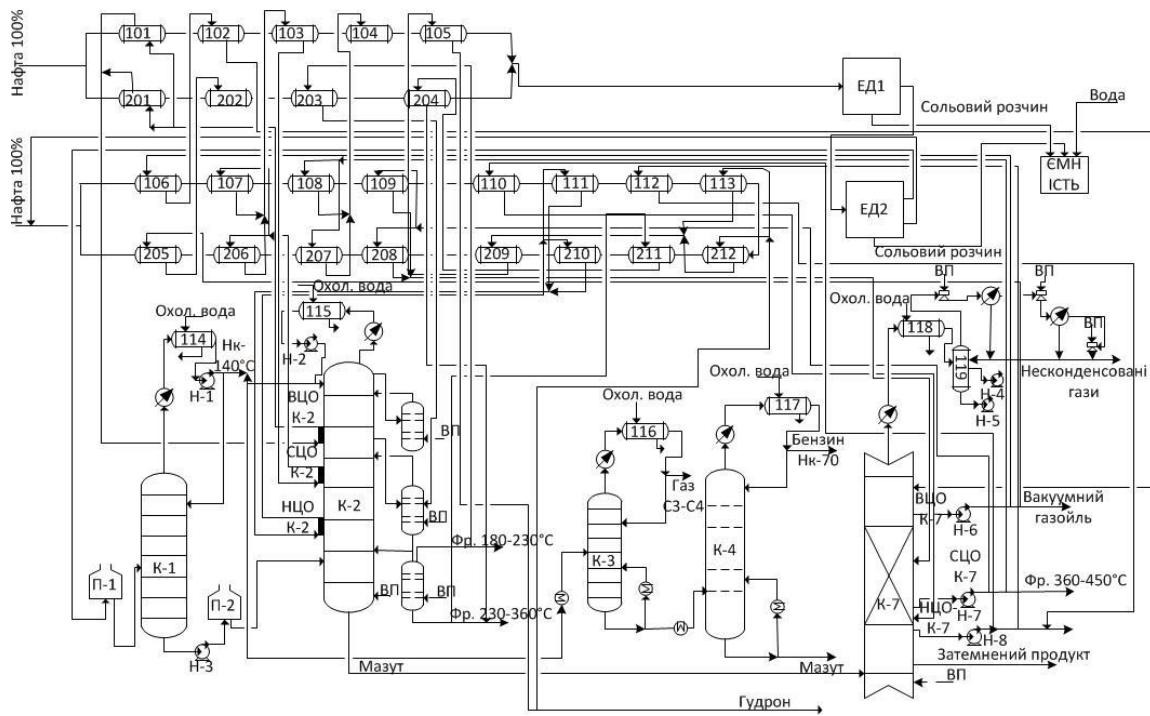 Нафта 100%
101
102
103
104
105
201
202
203
204
ЕД1
Сольовий розчин
Вода
ЄМН
ІСТЬ
Нафта 100%
106
107
108
109
110
111
112
113
ЕД2
205
206
207
208
209
210
211
212
Сольовий розчин
ВП
ВП
ВП
Охол. вода
115
Охол. вода
114
Нк-
140°С
Н-1
Н-2
Охол. вода
118
119
Н-4
Н-5
Несконденсовані
гази
ВЦО
К-2
СЦО
К-2
НЦО
К-2
К-2
ВП
ВП
ВП
ВП
Охол. вода
116
Охол. вода
117
Бензин
Нк-70
Газ
С3-С4
Фр. 180-230°С
Фр. 230-360°С
К-1
П-1
П-2
Н-3
К-3
К-4
М
М
М
М
ВЦО
К-7
Н-6
Вакуумний
газойль
СЦО
К-7
Н-7
Фр. 360-450°С
К-7
НЦО
К-7
Н-8
Затемнений продукт
ВП
Мазут
Мазут
Гудрон